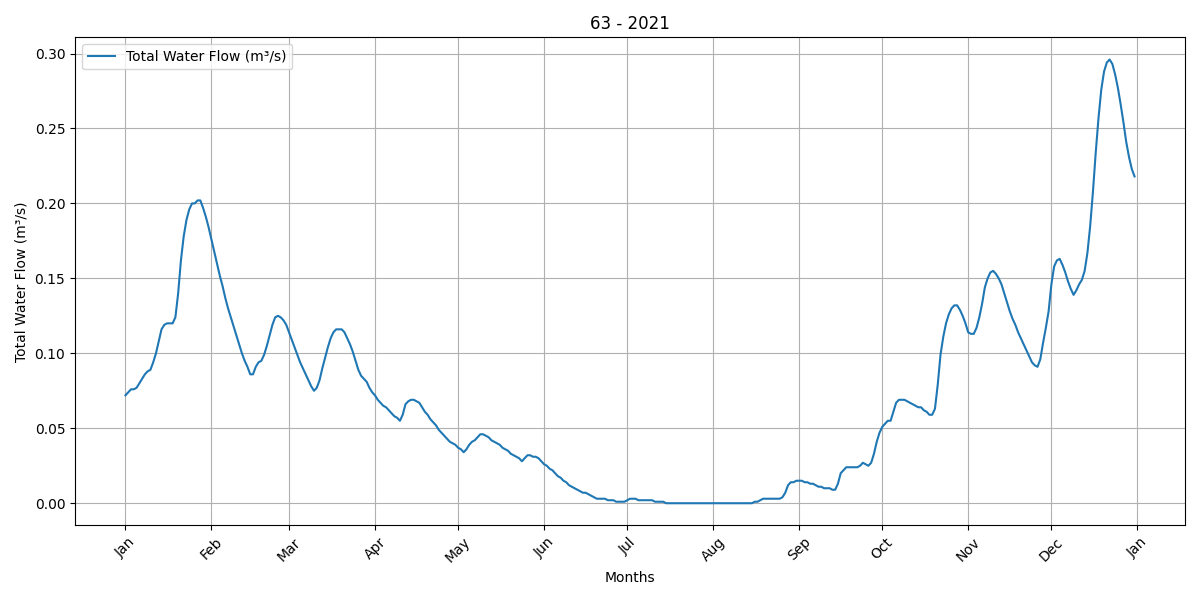 63 - 2021
Total Water Flow (m³/s)
0.30
0.25
0.20
0.15
0.10
0.05
0.00
Total Water Flow (m³/s)
Jan Feb Mar Apr May Jun Jul Aug Sep Oct Nov Dec Jan
Months